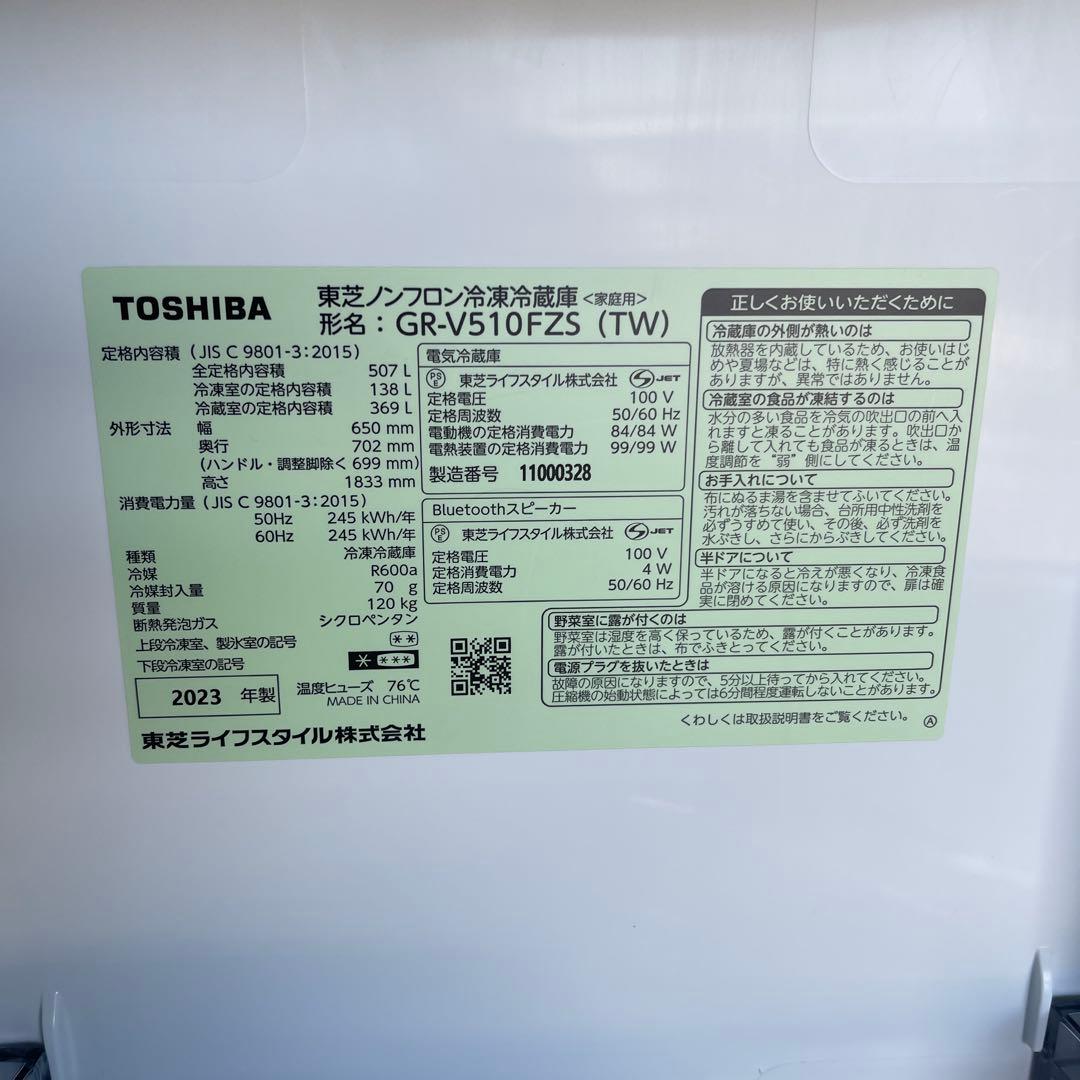 TOSHIBA
東芝ノンフロン冷凍冷蔵庫 <家庭用>
形名：GR-V510FZS (TW)
定格内容積 (JIS C 9801-3:2015)
全定格内容積 507 L
冷凍室の定格内容積 138 L
冷蔵室の定格内容積 369 L
外形寸法 幅 650 mm
奥行 702 mm
(ハンドル・調整脚除く 699 mm)
高さ 1833 mm
消費電力量 (JIS C 9801-3:2015)
50Hz 245 kWh/年
60Hz 245 kWh/年
種類 冷凍冷蔵庫
冷媒 R600a
冷媒封入量 70 g
質量 120 kg
断熱発泡ガス シクロペンタン
上段冷凍室、製氷室の記号 **
下段冷凍室の記号 * ***
2023 年製
温度ヒューズ 76℃
MADE IN CHINA
東芝ライフスタイル株式会社
電気冷蔵庫
PSE 東芝ライフスタイル株式会社 S JET
定格電圧 100 V
定格周波数 50/60 Hz
電動機の定格消費電力 84/84 W
電熱装置の定格消費電力 99/99 W
製造番号 11000328
Bluetoothスピーカー
PSE 東芝ライフスタイル株式会社 S JET
定格電圧 100 V
定格消費電力 4 W
定格周波数 50/60 Hz
正しくお使いいただくために
冷蔵庫の外側が熱いのは
放熱器を内蔵しているため、お使いはじ
めや夏場などは、特に熱く感じることが
ありますが、異常ではありません。
冷蔵室の食品が凍結するのは
水分の多い食品を冷気の吹出口の前へ入
れますと凍ることがあります。吹出口か
ら離して入れても食品が凍るときは、温
度調節を“弱”側にしてください。
お手入れについて
布にぬるま湯を含ませてふいてください。
汚れが落ちない場合、台所用中性洗剤を
必ずうすめて使い、その後、必ず洗剤を
水ぶきし、さらにからぶきしてください。
半ドアについて
半ドアになると冷えが悪くなり、冷凍食
品が溶ける原因になりますので、扉は確
実に閉めてください。
野菜室に露が付くのは
野菜室は湿度を高く保っているため、露が付くことがあります。
露が付いたときは、布でふきとってください。
電源プラグを抜いたときは
故障の原因になりますので、5分以上待ってから入れてください。
圧縮機の始動状態によっては6分間程度運転しないことがあります。
くわしくは取扱説明書をご覧ください。 Ⓐ